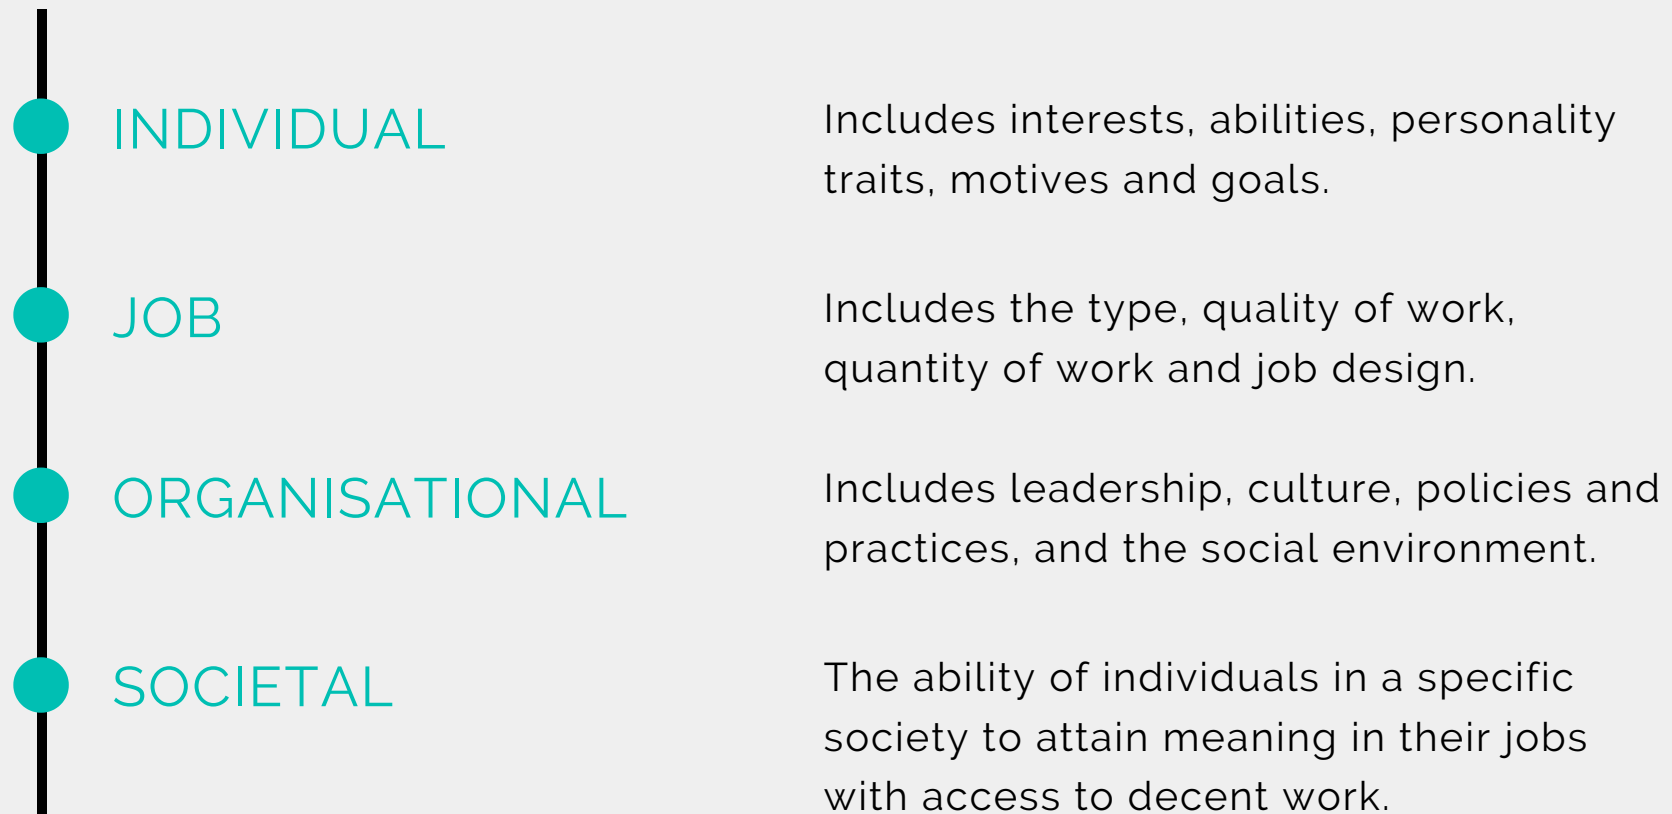 INDIVIDUAL
Includes interests, abilities, personality
traits, motives and goals.
JOB
Includes the type, quality of work,
quantity of work and job design.
ORGANISATIONAL
Includes leadership, culture, policies and
practices, and the social environment.
SOCIETAL
The ability of individuals in a specific
society to attain meaning in their jobs
with access to decent work.